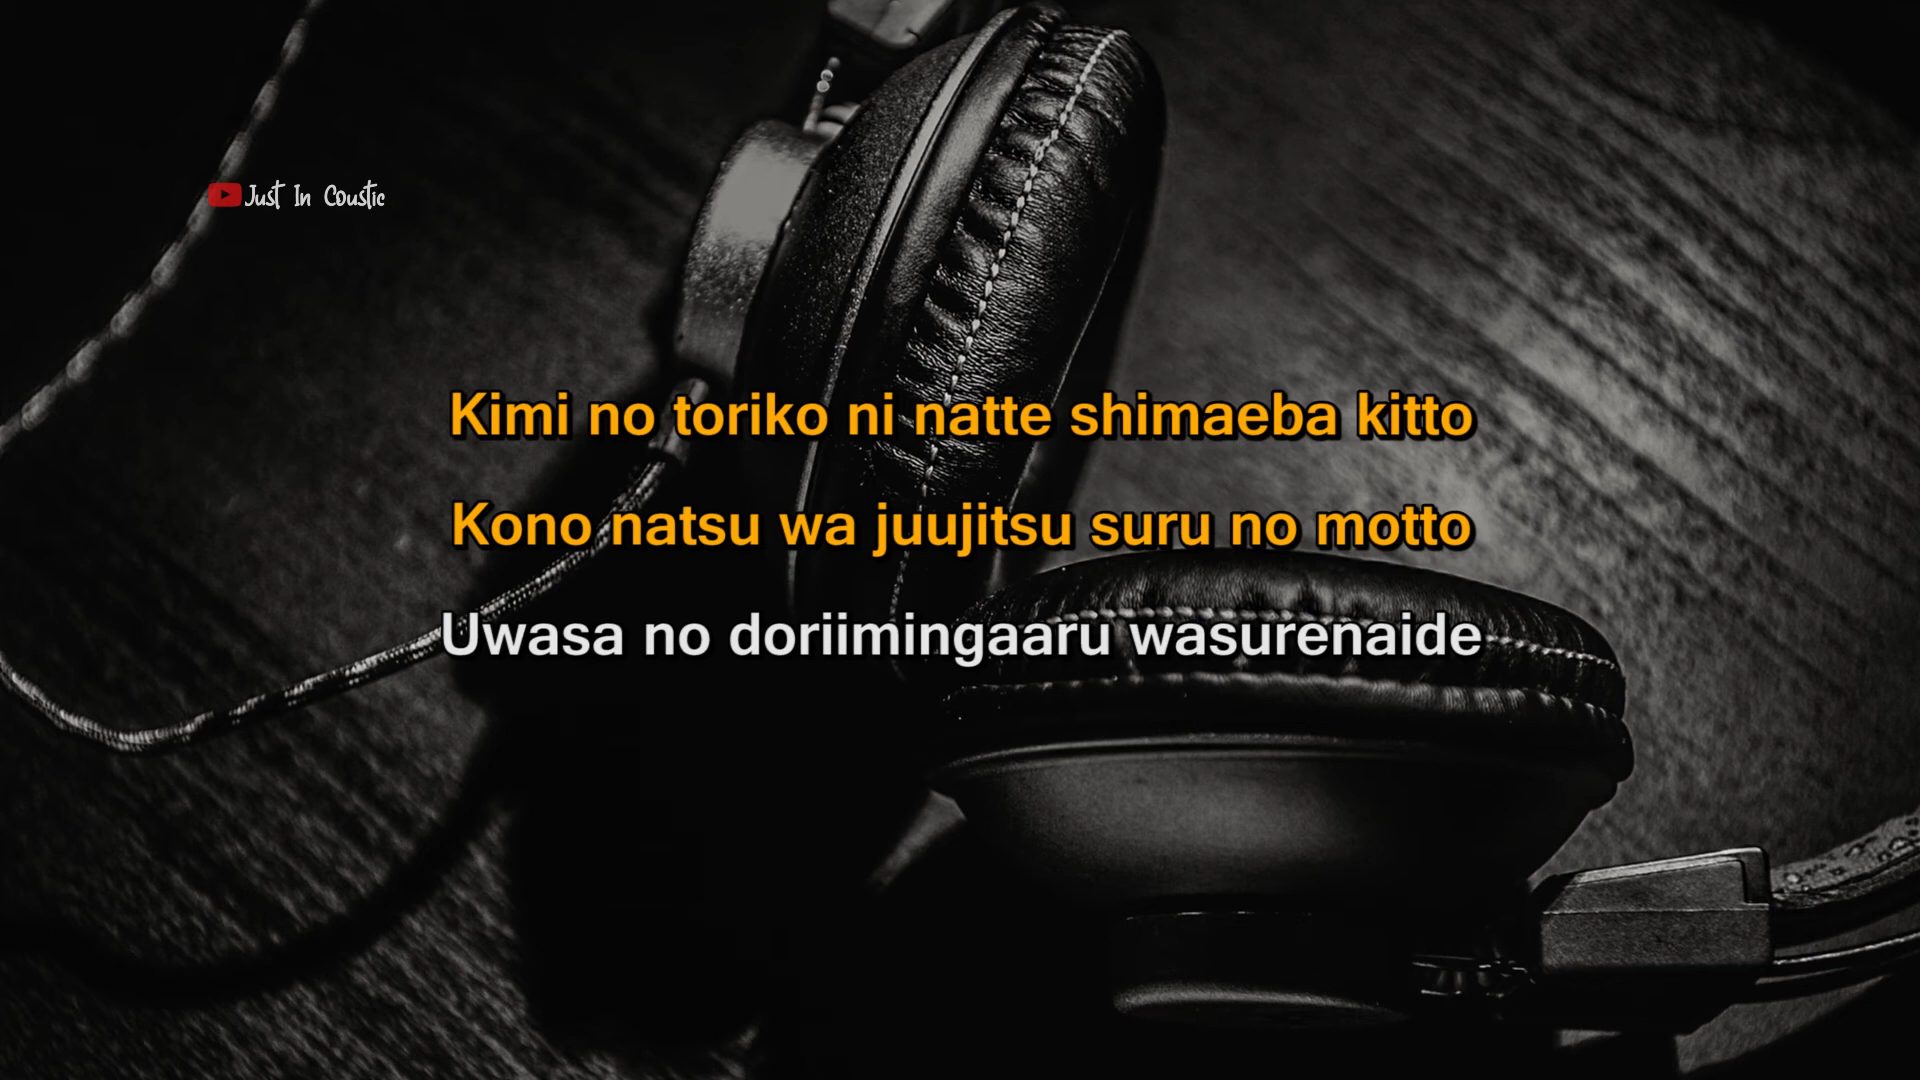 Just In Coustic
Kimi no toriko ni natte shimaeba kitto
Kono natsu wa juujitsu suru no motto
Uwasa no doriimingaaru wasurenaide